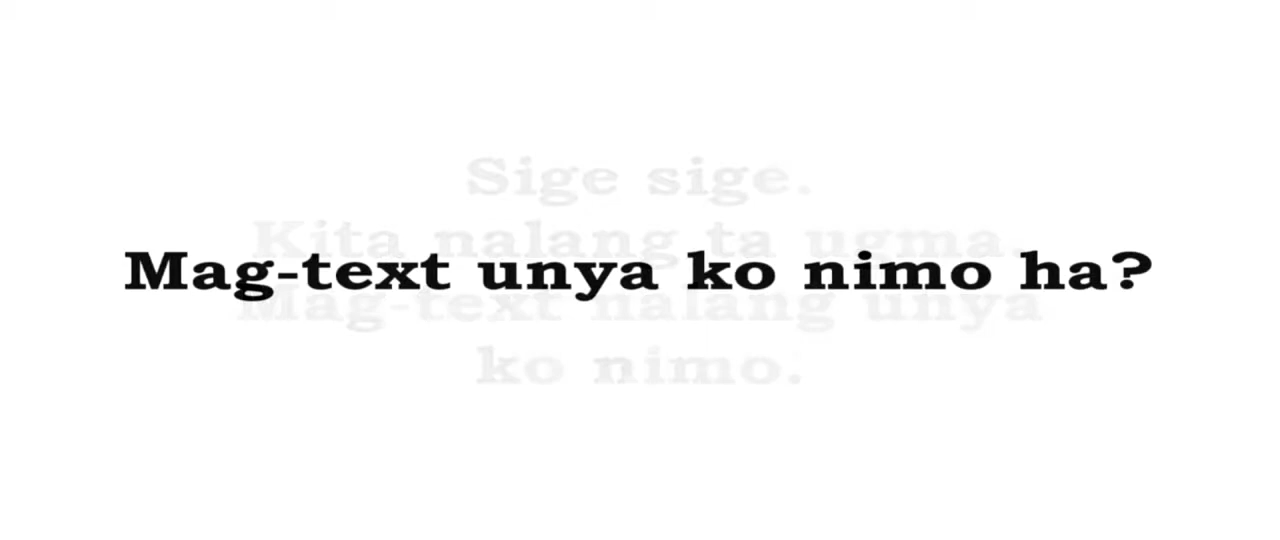 Sige sige.
Kita nalang ta ugma.
Mag-text unya ko nimo ha?
Mag-text nalang unya
ko nimo.